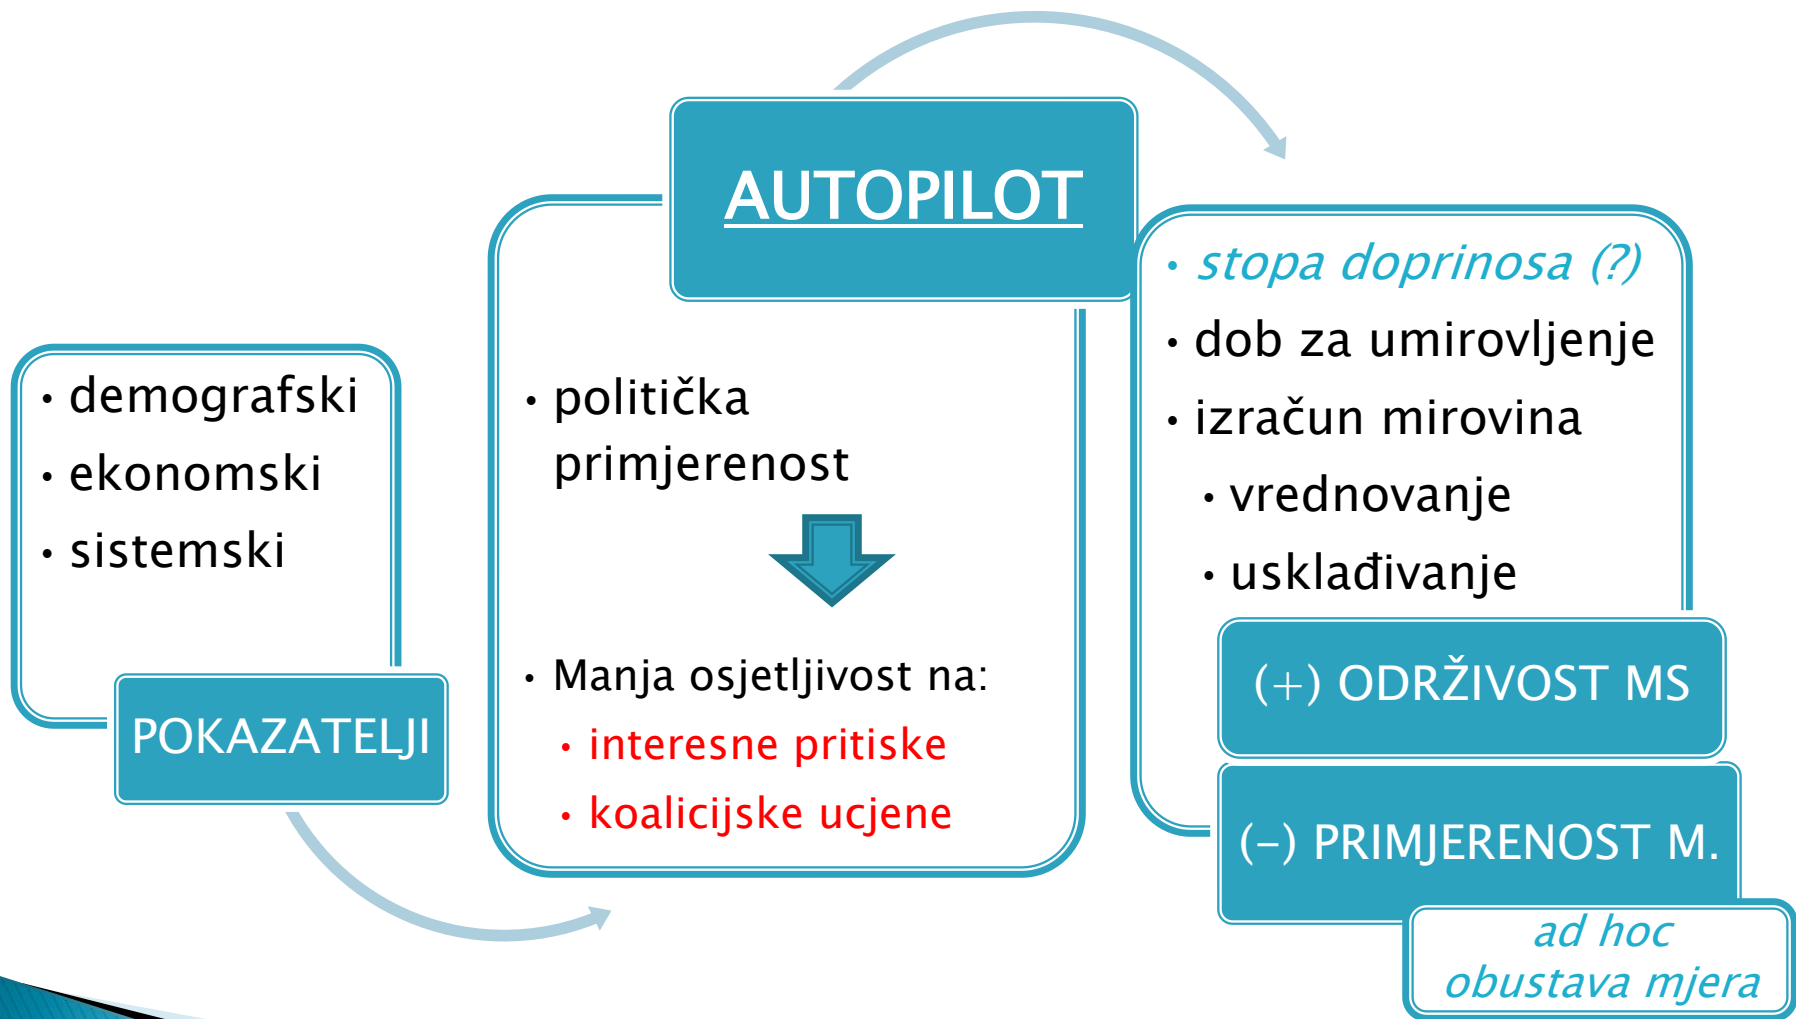 • demografski
• ekonomski
• sistemski
POKAZATELJI
AUTOPILOT
• politička
primjerenost
• Manja osjetljivost na:
• interesne pritiske
• koalicijske ucjene
• stopa doprinosa (?)
• dob za umirovljenje
• izračun mirovina
• vrednovanje
• usklađivanje
(+) ODRŽIVOST MS
(–) PRIMJERENOST M.
ad hoc
obustava mjera